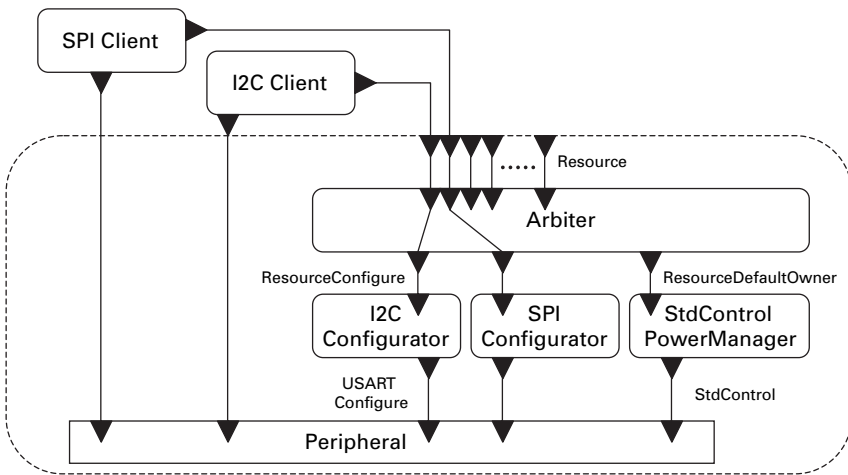 SPI Client
I2C Client
.....
Resource
Arbiter
ResourceConfigure
ResourceDefaultOwner
I2C
Configurator
SPI
Configurator
StdControl
PowerManager
USART
Configure
StdControl
Peripheral